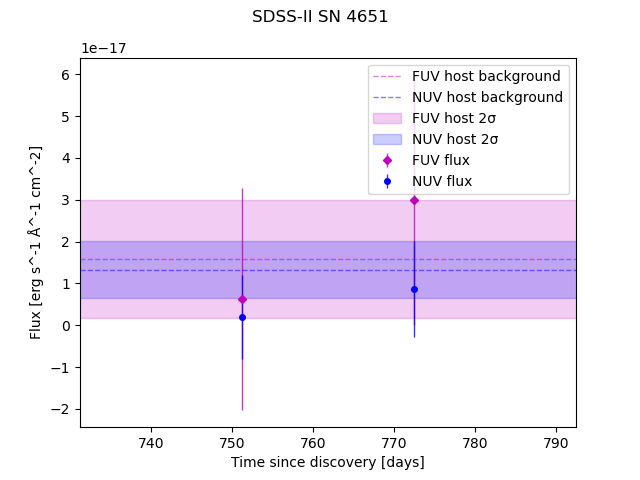 SDSS-II SN 4651
1e−17
6
5
4
3
2
1
0
−1
−2
Flux [erg s^-1 Å^-1 cm^-2]
FUV host background
NUV host background
FUV host 2σ
NUV host 2σ
FUV flux
NUV flux
740 750 760 770 780 790
Time since discovery [days]